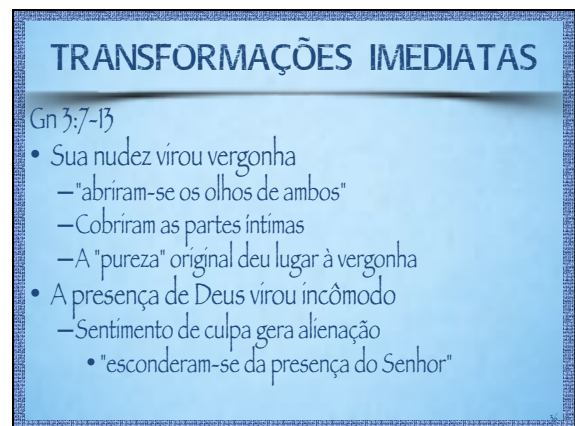 TRANSFORMAÇÕES IMEDIATAS
Gn 3:7-13
• Sua nudez virou vergonha
–"abriram-se os olhos de ambos"
–Cobriram as partes íntimas
–A "pureza" original deu lugar à vergonha
• A presença de Deus virou incômodo
–Sentimento de culpa gera alienação
• "esconderam-se da presença do Senhor"
36